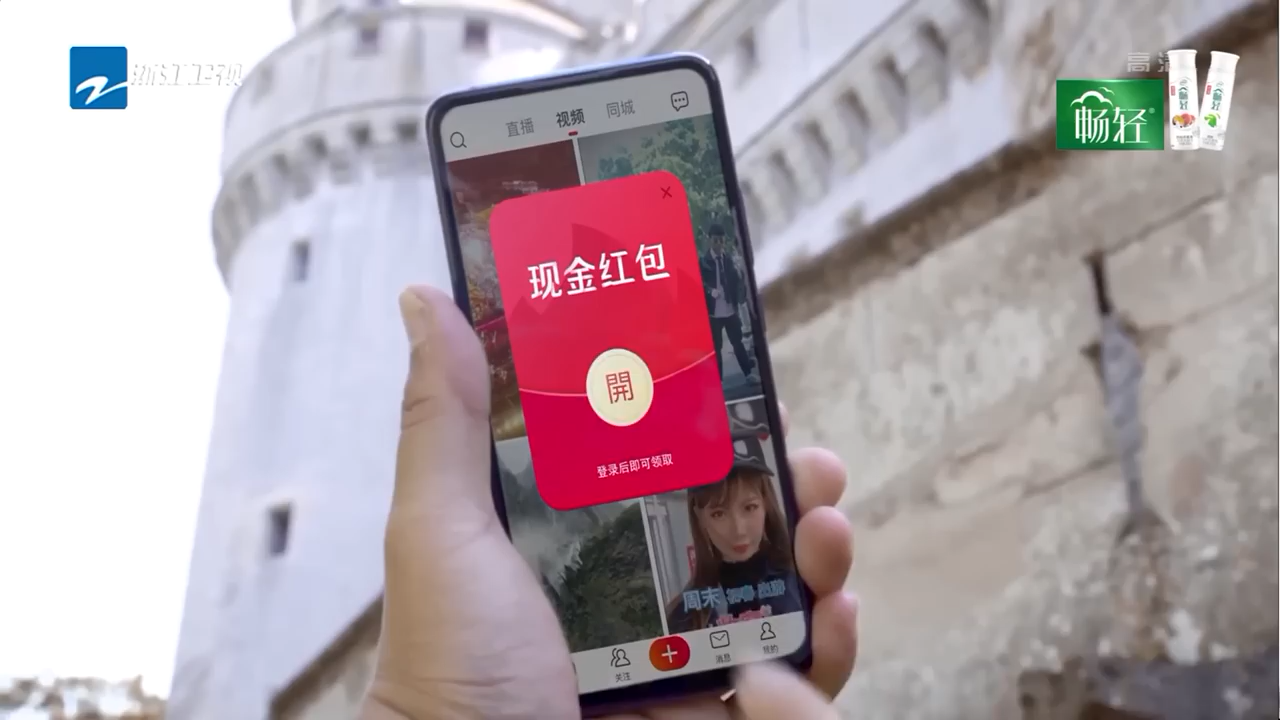 浙江卫视
高清
畅轻
直播 视频 同城
现金红包
開
登录后即可领取
周末
关注
消息
我的